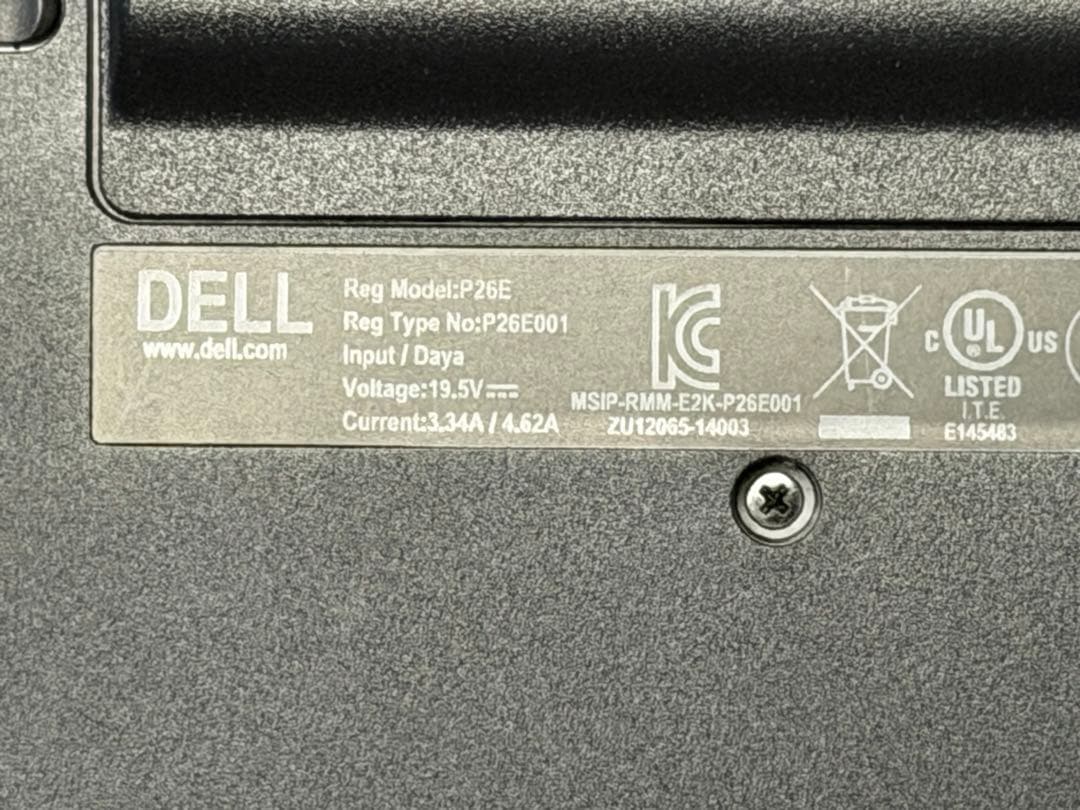 DELL
www.dell.com
Reg Model:P26E
Reg Type No:P26E001
Input / Daya
Voltage:19.5V
Current:3.34A / 4.62A
MSIP-RMM-E2K-P26E001
ZU12065-14003
C UL US
®
LISTED
I.T.E.
E145483